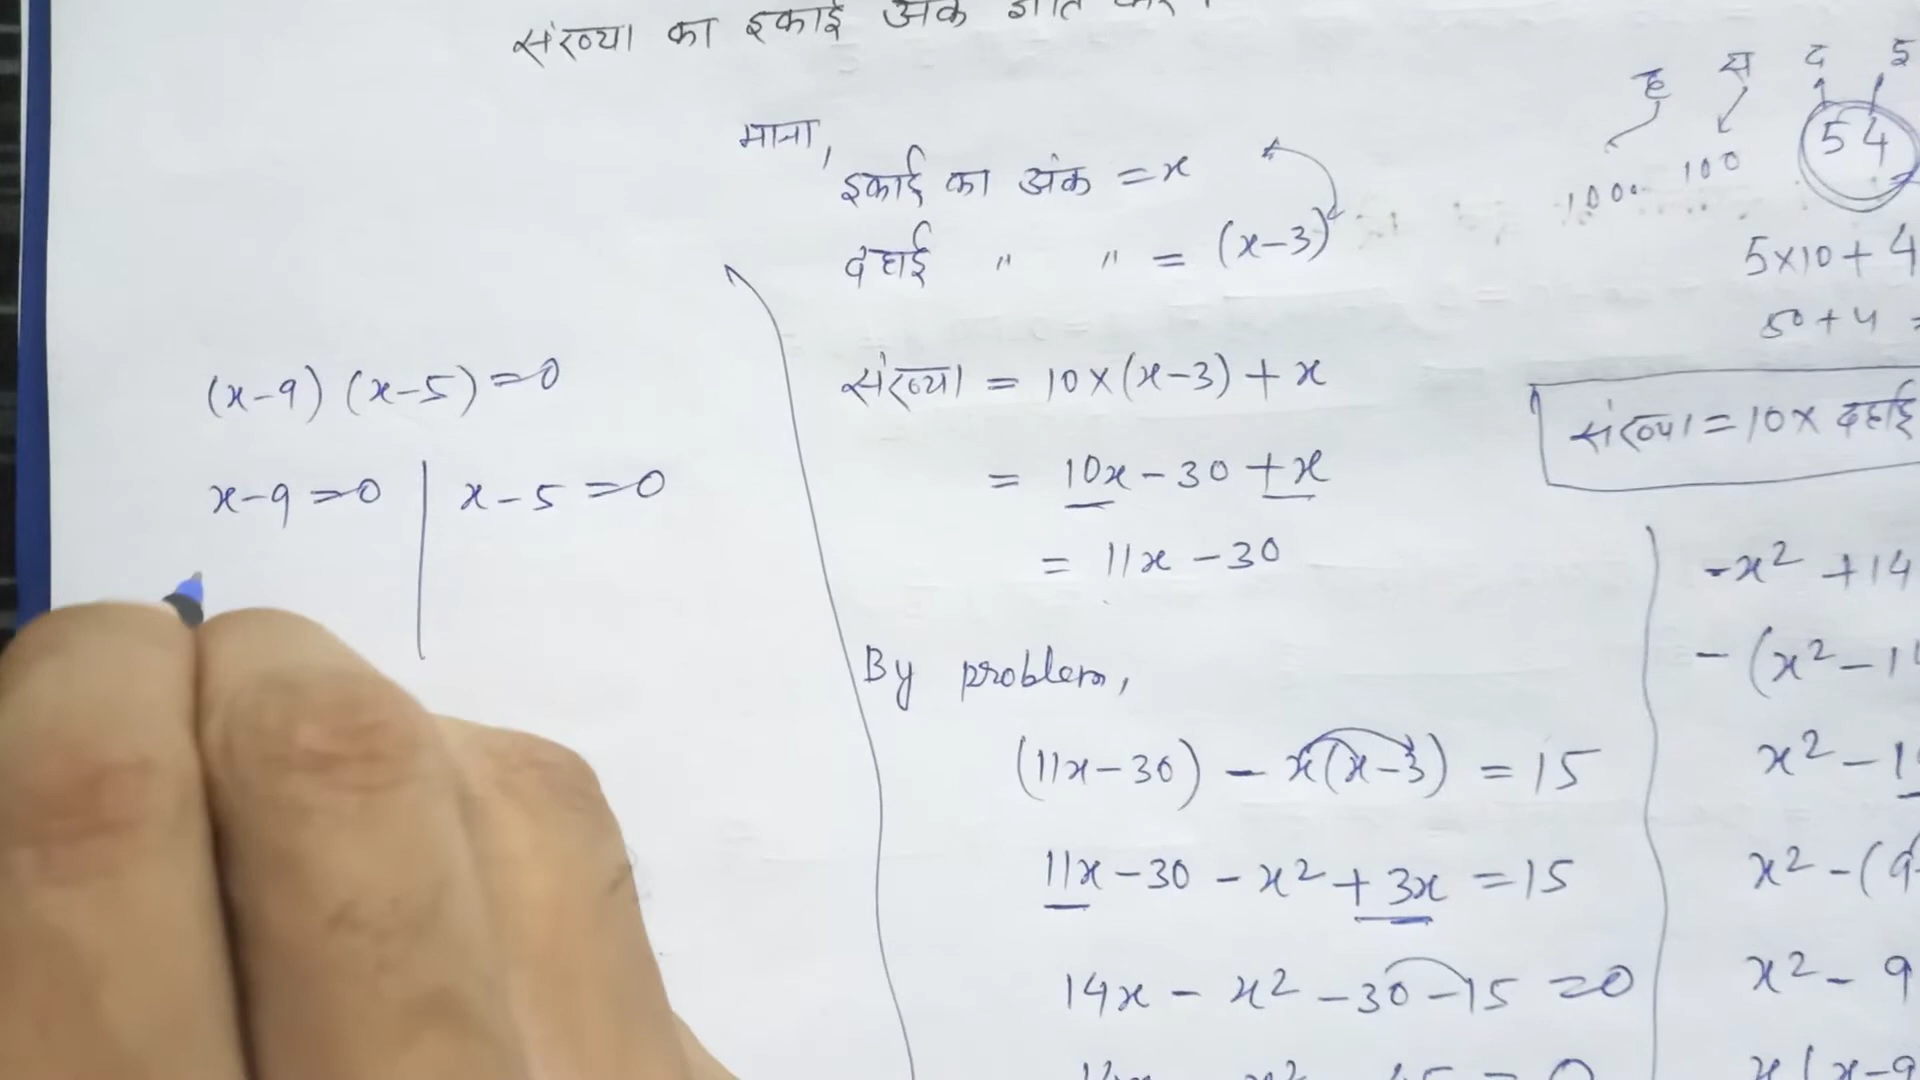 संख्या का इकाई अंक ज्ञात करें।
माना,
इकाई का अंक = x
दहाई " " = (x-3)
संख्या = 10×(x-3) + x
= 10x - 30 + x
= 11x - 30
By problem,
(11x-30) - x(x-3) = 15
11x - 30 - x² + 3x = 15
14x - x² - 30 - 15 = 0
(x-9) (x-5) = 0
x-9 = 0 | x-5 = 0
ह स द इ
1000 100 54
5×10 + 4
50 + 4 =
संख्या = 10× दहाई
-x² + 14
- (x² - 1
x² - 1
x² - (9
x² - 9
x(x-9